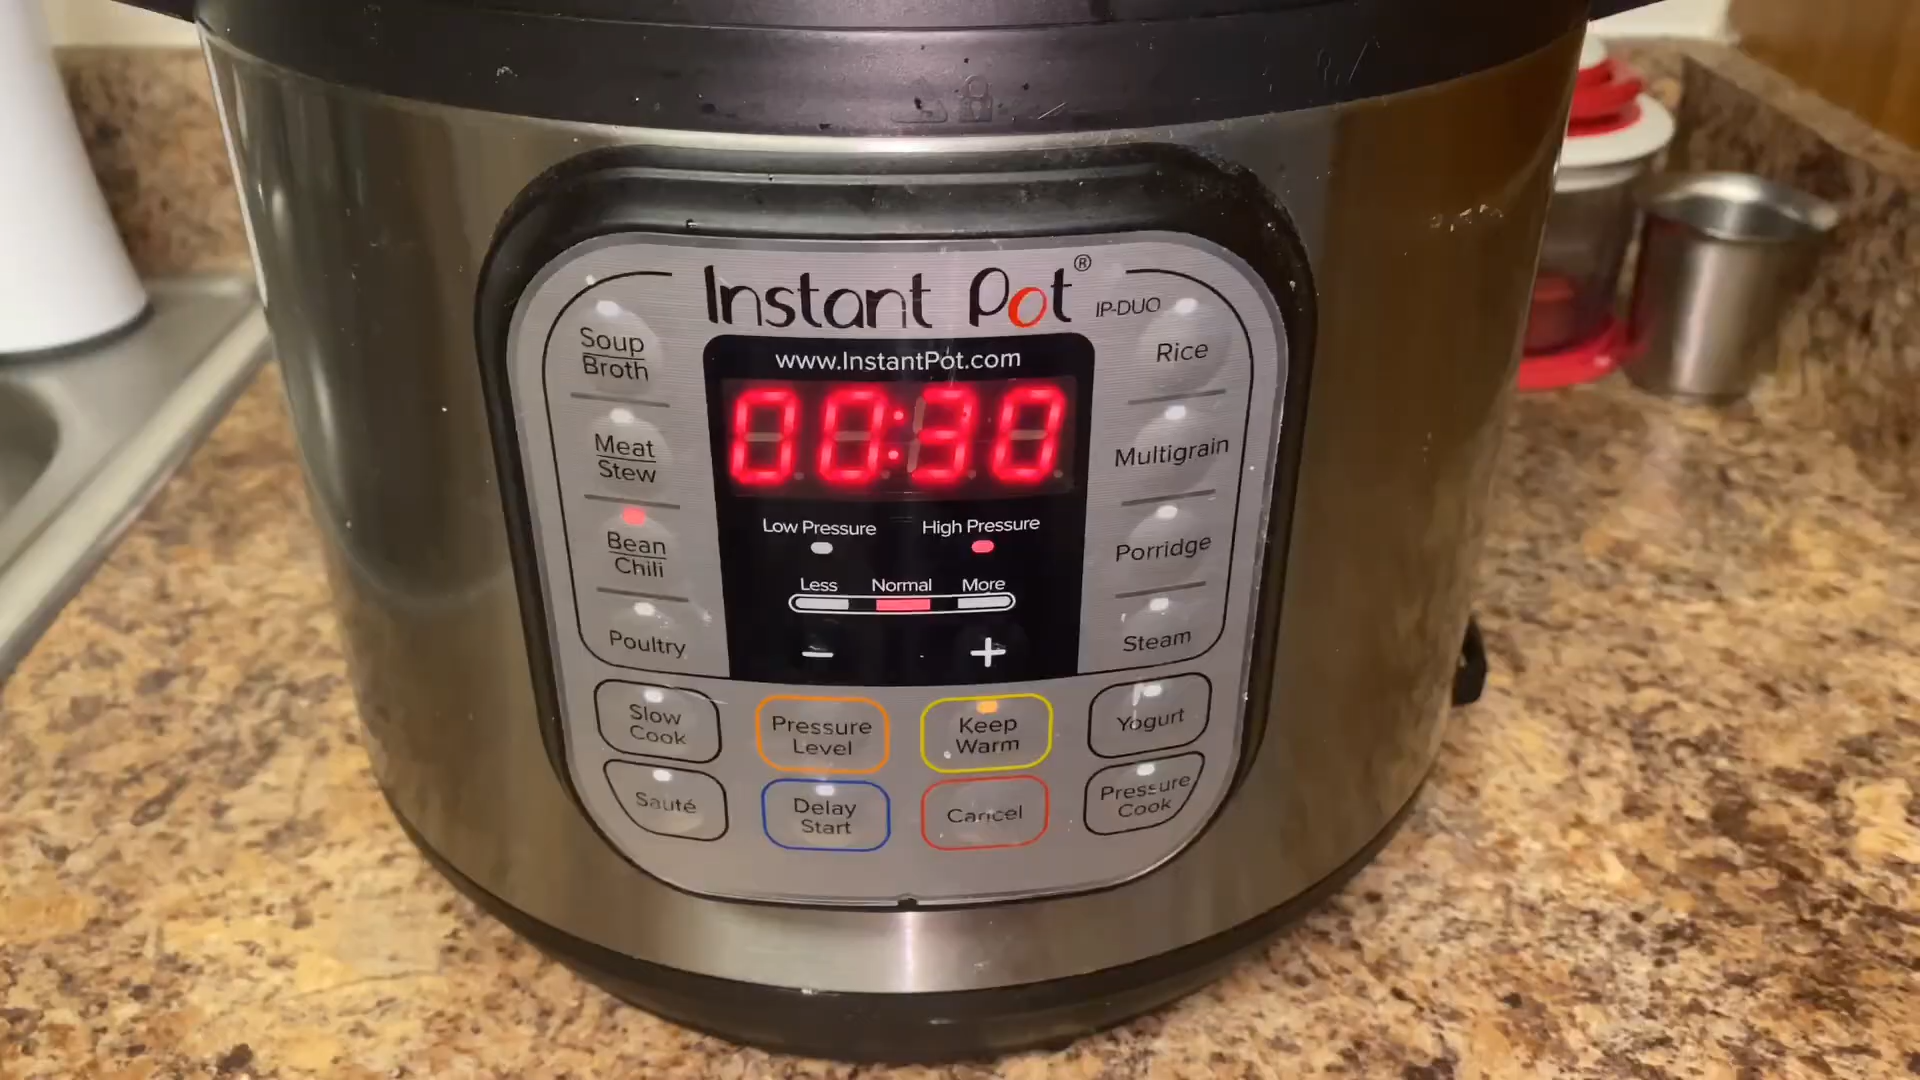 Instant Pot®
IP-DUO
www.InstantPot.com
00:30
Low Pressure
High Pressure
Less
Normal
More
−
+
Soup
Broth
Meat
Stew
Bean
Chili
Poultry
Rice
Multigrain
Porridge
Steam
Slow
Cook
Pressure
Level
Keep
Warm
Yogurt
Sauté
Delay
Start
Cancel
Pressure
Cook